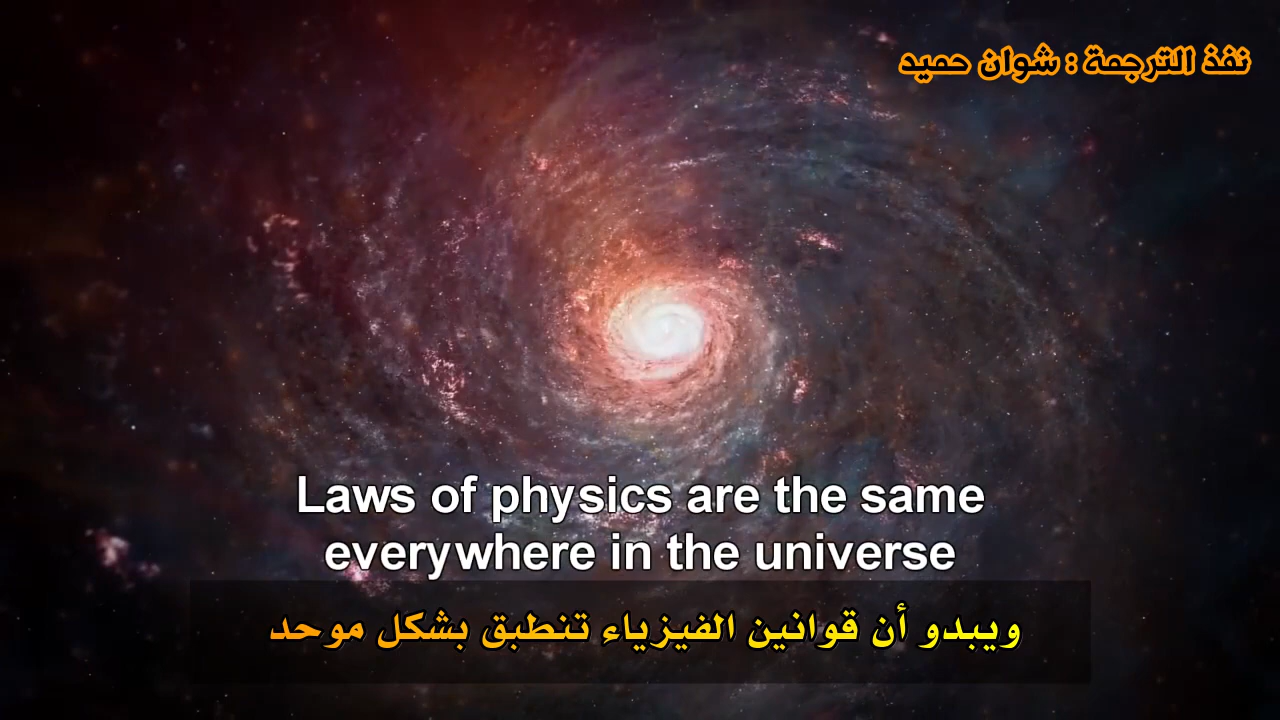 نفذ الترجمة : شوان حميد
Laws of physics are the same
everywhere in the universe
ويبدو أن قوانين الفيزياء تنطبق بشكل موحد